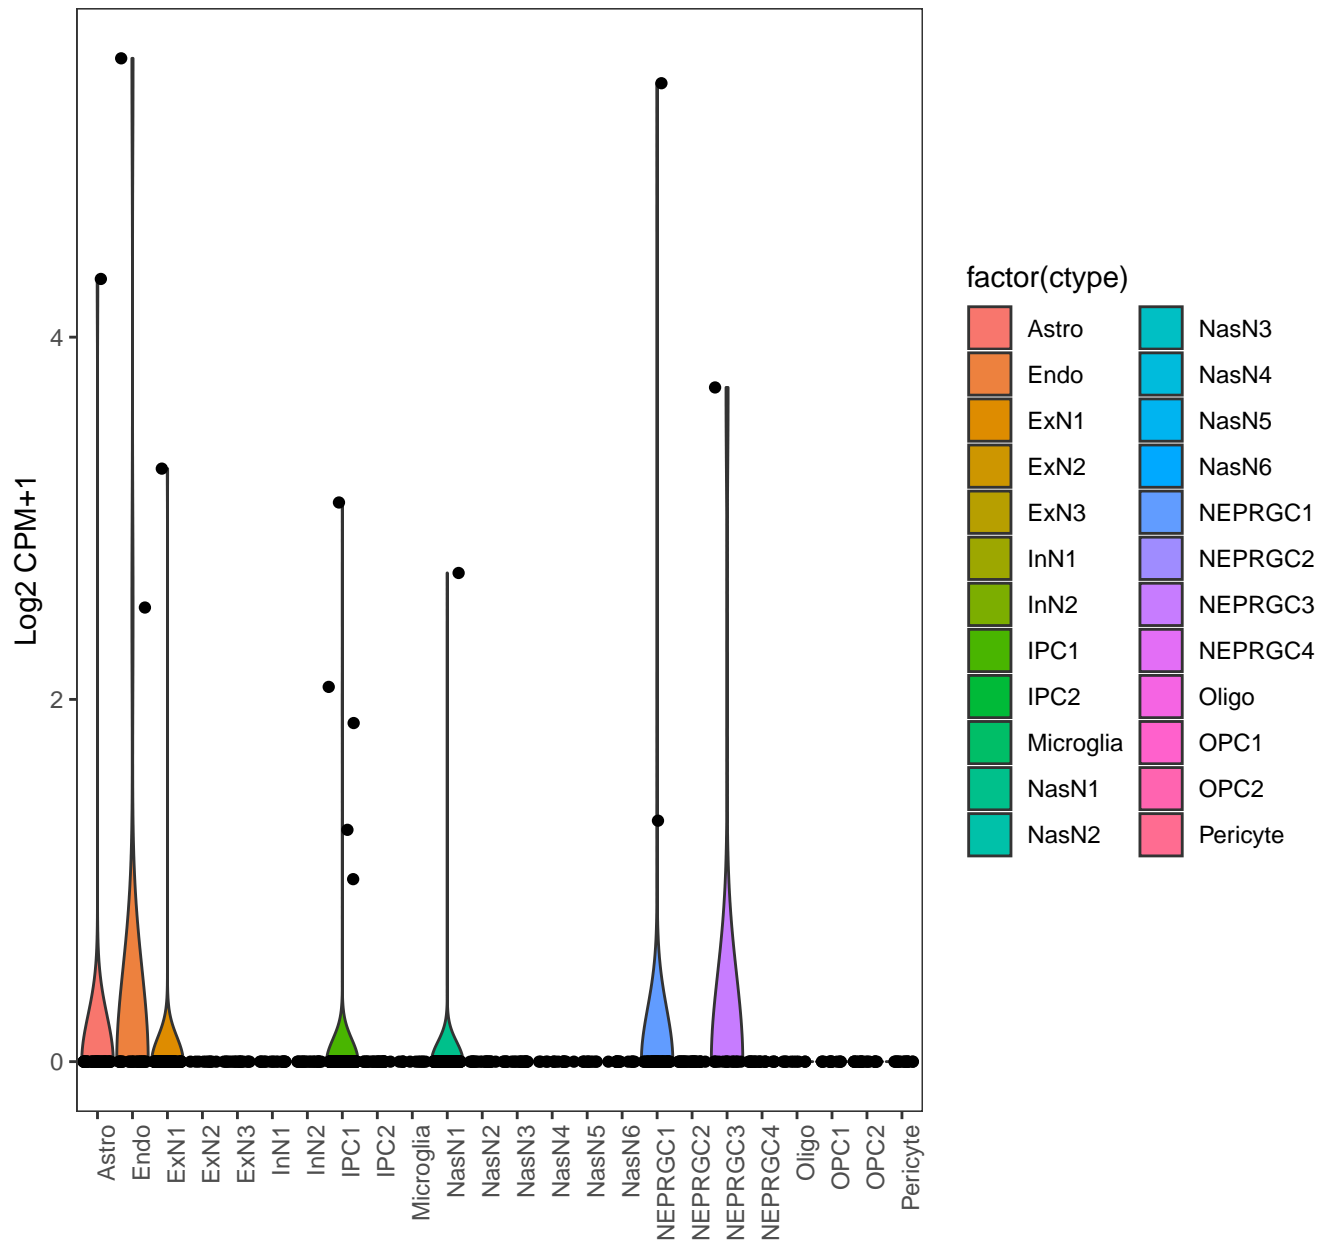 Log2 CPM+1
4
2
0
Astro
Endo
ExN1
ExN2
ExN3
InN1
InN2
IPC1
IPC2
Microglia
NasN1
NasN2
NasN3
NasN4
NasN5
NasN6
NEPRGC1
NEPRGC2
NEPRGC3
NEPRGC4
Oligo
OPC1
OPC2
Pericyte
factor(ctype)
Astro
Endo
ExN1
ExN2
ExN3
InN1
InN2
IPC1
IPC2
Microglia
NasN1
NasN2
NasN3
NasN4
NasN5
NasN6
NEPRGC1
NEPRGC2
NEPRGC3
NEPRGC4
Oligo
OPC1
OPC2
Pericyte